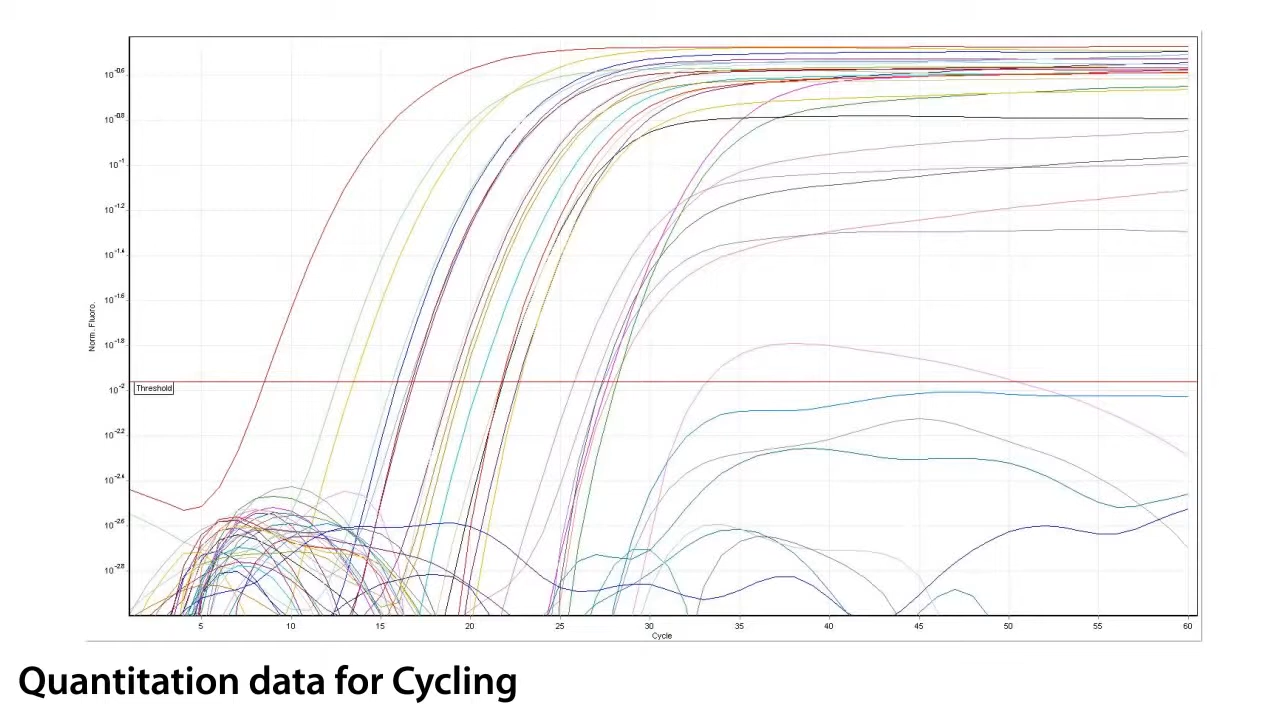 10^-0.6
10^-0.8
10^-1
10^-1.2
10^-1.4
10^-1.6
10^-1.8
10^-2
10^-2.2
10^-2.4
10^-2.6
10^-2.8
Norm. Fluoro.
Threshold
5 10 15 20 25 30 35 40 45 50 55 60
Cycle
Quantitation data for Cycling